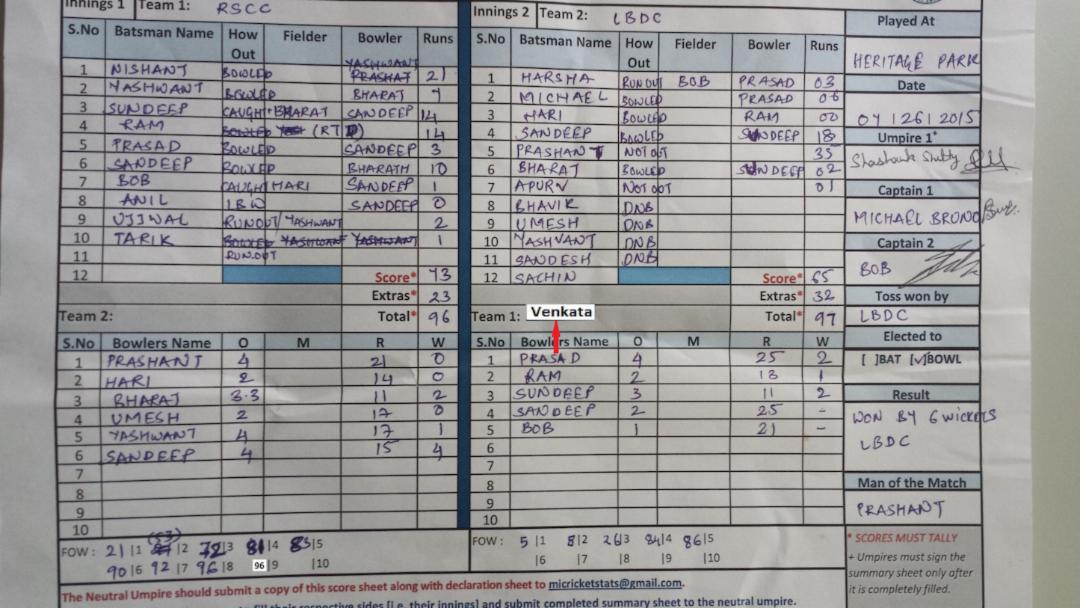 Innings 1 Team 1: RSCC
S.No Batsman Name How Out Fielder Bowler Runs
1 NISHANT BOWLED YASHWANT PRASHAT 21
2 YASHWANT BOWLED BHARAT 7
3 SUNDEEP CAUGHT BHARAT SANDEEP 14
4 RAM BOWLED (RTD) 14
5 PRASAD BOWLED SANDEEP 3
6 SANDEEP BOWLED BHARATH 10
7 BOB CAUGHT HARI SANDEEP 1
8 ANIL LBW SANDEEP 0
9 UJJWAL RUNOUT YASHWANT 2
10 TARIK BOWLED YASHWANT YASHWANT 1
11 RUNOUT
12 Score* 73
Extras* 23
Team 2: Total* 96
S.No Bowlers Name O M R W
1 PRASHANT 4 21 0
2 HARI 2 14 0
3 BHARAT 3.3 11 2
4 UMESH 2 17 0
5 YASHWANT 4 17 1
6 SANDEEP 4 15 4
7
8
9
10
FOW : 21|1 (53) |2 72|3 81|4 83|5
90|6 92|7 96|8 96|9 |10
Innings 2 Team 2: LBDC
S.No Batsman Name How Out Fielder Bowler Runs
1 HARSHA RUNOUT BOB PRASAD 03
2 MICHAEL BOWLED PRASAD 06
3 HARI BOWLED RAM 00
4 SANDEEP BOWLED SUNDEEP 18
5 PRASHANT NOTOUT 35
6 BHARAT BOWLED SUNDEEP 02
7 APURV NOTOUT 01
8 BHAVIK DNB
9 UMESH DNB
10 YASHVANT DNB
11 SANDESH DNB
12 SACHIN Score* 65
Extras* 32
Team 1: Venkata Total* 97
S.No Bowlers Name O M R W
1 PRASAD 4 25 2
2 RAM 2 13 1
3 SUNDEEP 3 11 2
4 SANDEEP 2 25 -
5 BOB 1 21 -
6
7
8
9
10
FOW : 5|1 8|2 26|3 84|4 86|5
|6 |7 |8 |9 |10
Played At
HERITAGE PARK
Date
04/26/2015
Umpire 1*
Shashank Shetty
Captain 1
MICHAEL BRUNO
Captain 2
BOB
Toss won by
LBDC
Elected to
[ ]BAT [√]BOWL
Result
WON BY 6 WICKETS
LBDC
Man of the Match
PRASHANT
* SCORES MUST TALLY
+ Umpires must sign the
summary sheet only after
it is completely filled.
The Neutral Umpire should submit a copy of this score sheet along with declaration sheet to micricketstats@gmail.com.
to fill their respective sides [i.e. their innings] and submit completed summary sheet to the neutral umpire.